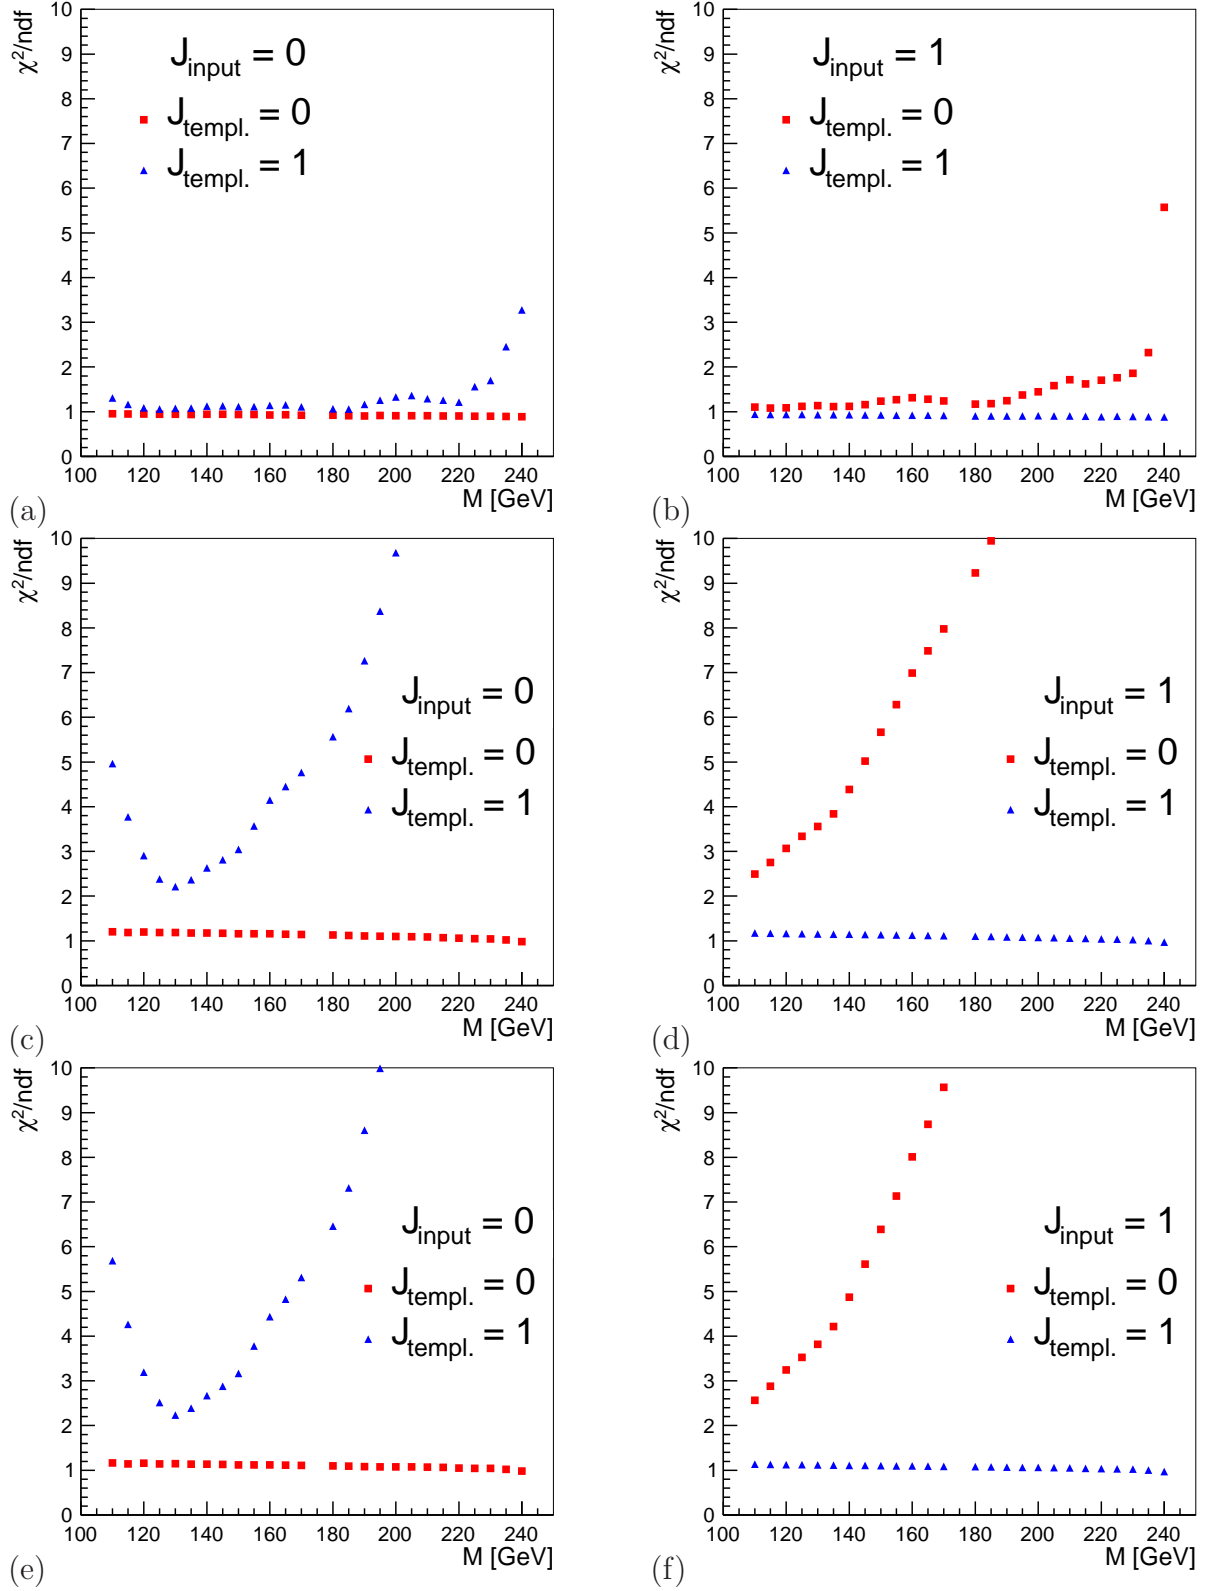 χ²/ndf
10
9
8
7
6
5
4
3
2
1
0
J_input = 0
J_templ. = 0
J_templ. = 1
100 120 140 160 180 200 220 240
M [GeV]
(a)
χ²/ndf
10
9
8
7
6
5
4
3
2
1
0
J_input = 1
J_templ. = 0
J_templ. = 1
100 120 140 160 180 200 220 240
M [GeV]
(b)
χ²/ndf
10
9
8
7
6
5
4
3
2
1
0
J_input = 0
J_templ. = 0
J_templ. = 1
100 120 140 160 180 200 220 240
M [GeV]
(c)
χ²/ndf
10
9
8
7
6
5
4
3
2
1
0
J_input = 1
J_templ. = 0
J_templ. = 1
100 120 140 160 180 200 220 240
M [GeV]
(d)
χ²/ndf
10
9
8
7
6
5
4
3
2
1
0
J_input = 0
J_templ. = 0
J_templ. = 1
100 120 140 160 180 200 220 240
M [GeV]
(e)
χ²/ndf
10
9
8
7
6
5
4
3
2
1
0
J_input = 1
J_templ. = 0
J_templ. = 1
100 120 140 160 180 200 220 240
M [GeV]
(f)